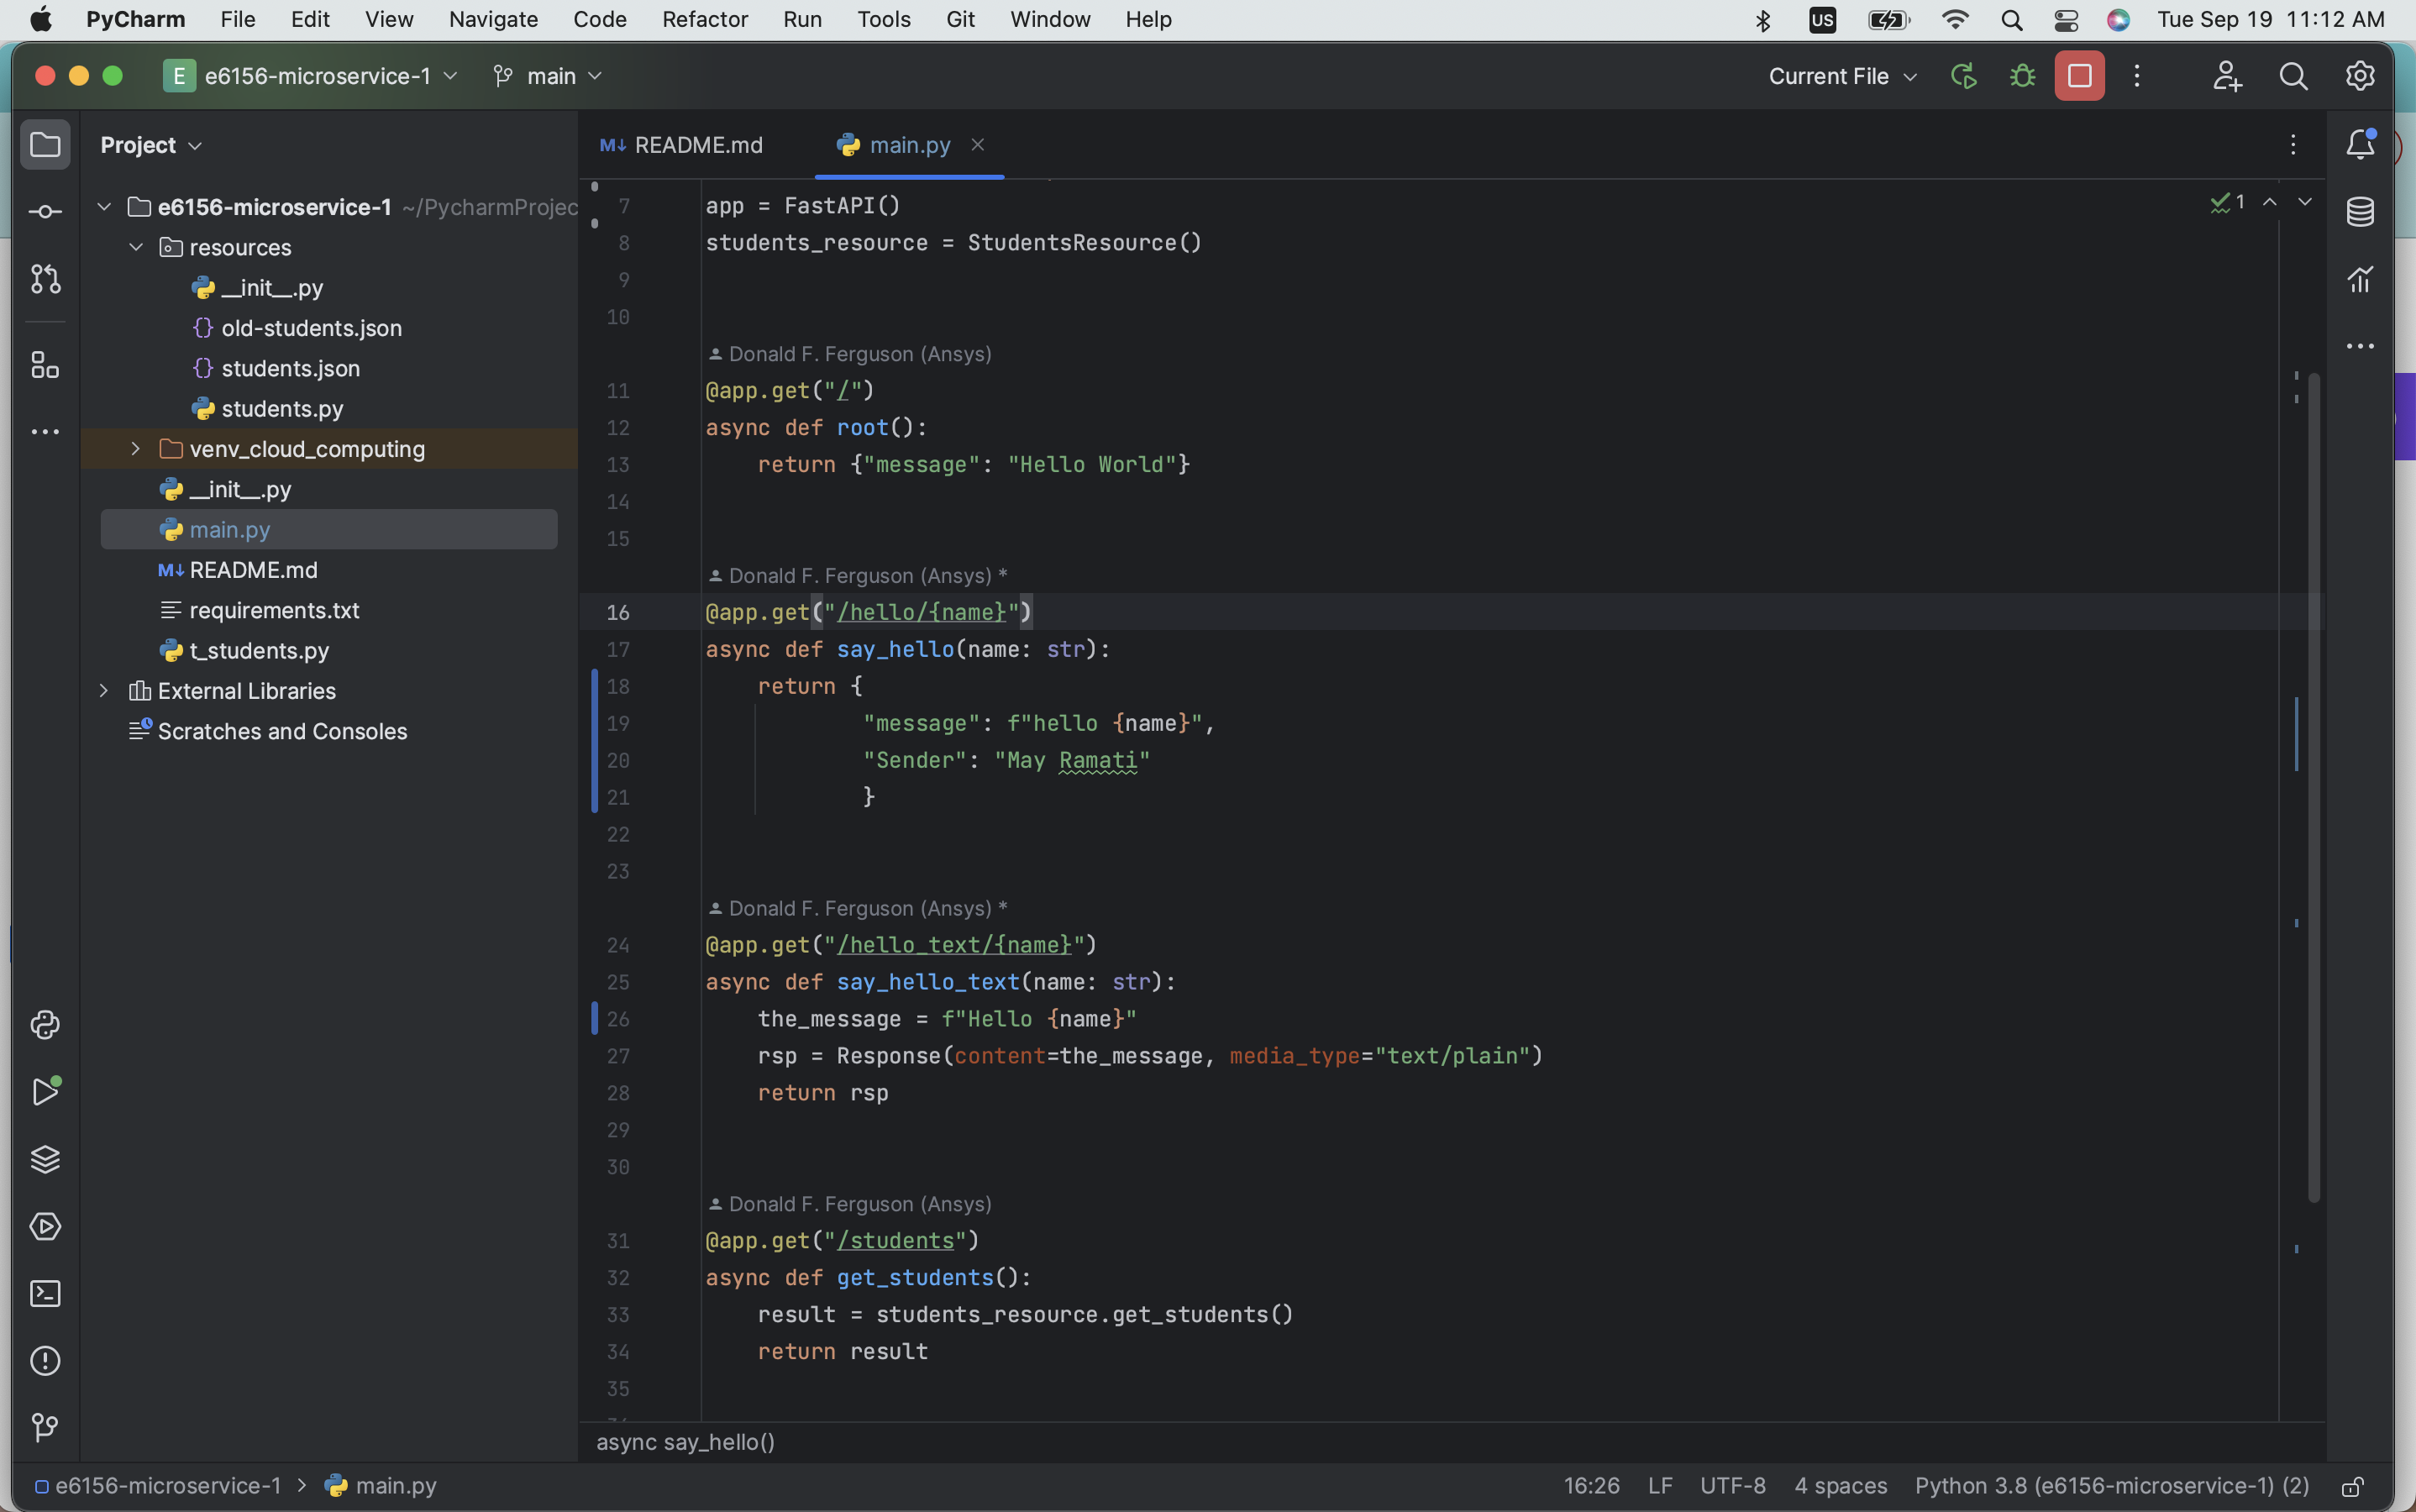 PyCharm File Edit View Navigate Code Refactor Run Tools Git Window Help US Tue Sep 19 11:12 AM
E e6156-microservice-1 main Current File
Project
README.md
main.py
e6156-microservice-1 ~/PycharmProjec
resources
__init__.py
old-students.json
students.json
students.py
venv_cloud_computing
__init__.py
main.py
README.md
requirements.txt
t_students.py
External Libraries
Scratches and Consoles
1
7 app = FastAPI()
8 students_resource = StudentsResource()
9
10
Donald F. Ferguson (Ansys)
11 @app.get("/")
12 async def root():
13 return {"message": "Hello World"}
14
15
Donald F. Ferguson (Ansys) *
16 @app.get("/hello/{name}")
17 async def say_hello(name: str):
18 return {
19 "message": f"hello {name}",
20 "Sender": "May Ramati"
21 }
22
23
Donald F. Ferguson (Ansys) *
24 @app.get("/hello_text/{name}")
25 async def say_hello_text(name: str):
26 the_message = f"Hello {name}"
27 rsp = Response(content=the_message, media_type="text/plain")
28 return rsp
29
30
Donald F. Ferguson (Ansys)
31 @app.get("/students")
32 async def get_students():
33 result = students_resource.get_students()
34 return result
35
async say_hello()
e6156-microservice-1 > main.py 16:26 LF UTF-8 4 spaces Python 3.8 (e6156-microservice-1) (2)